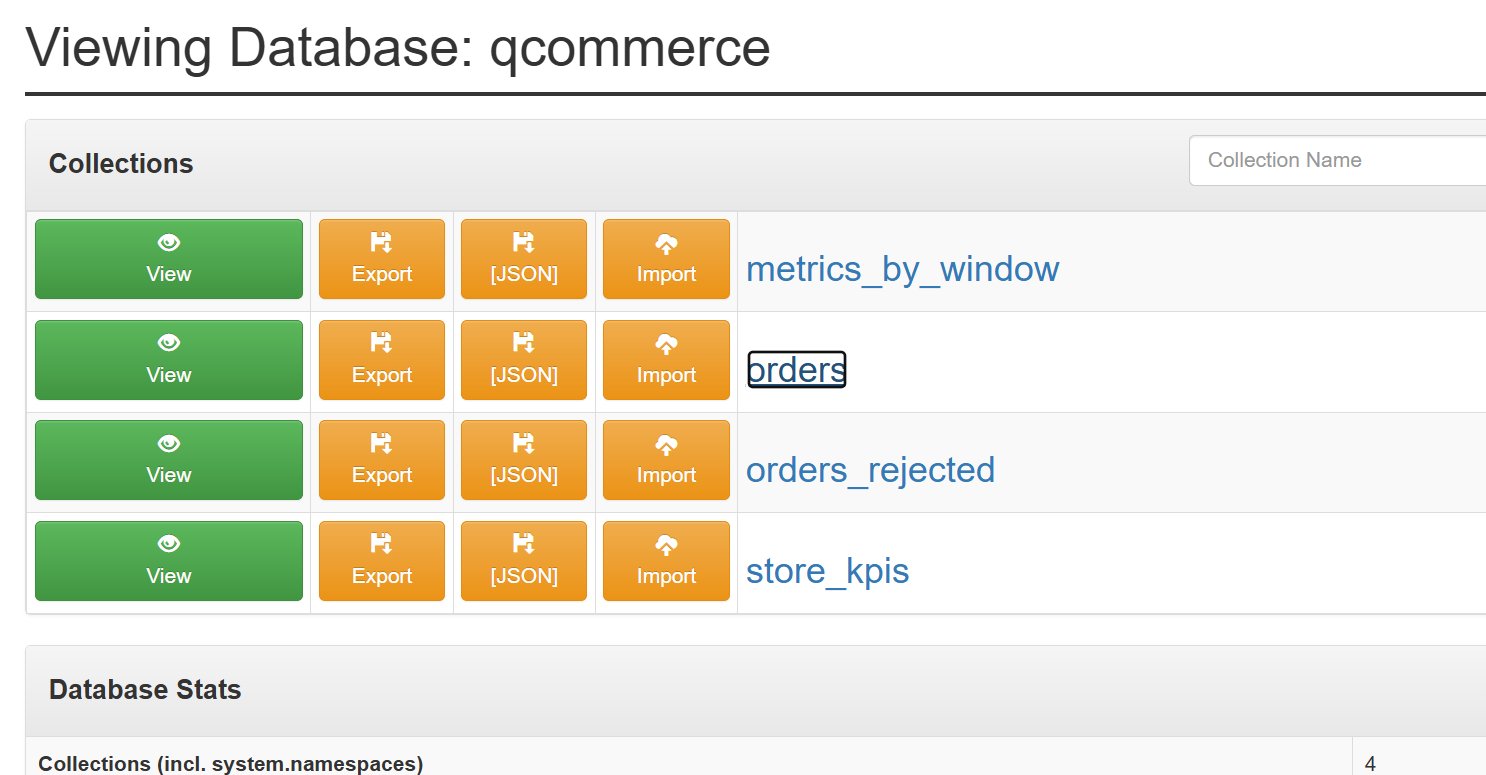 Viewing Database: qcommerce
Collections
Collection Name
View Export [JSON] Import metrics_by_window
View Export [JSON] Import orders
View Export [JSON] Import orders_rejected
View Export [JSON] Import store_kpis
Database Stats
Collections (incl. system.namespaces) 4